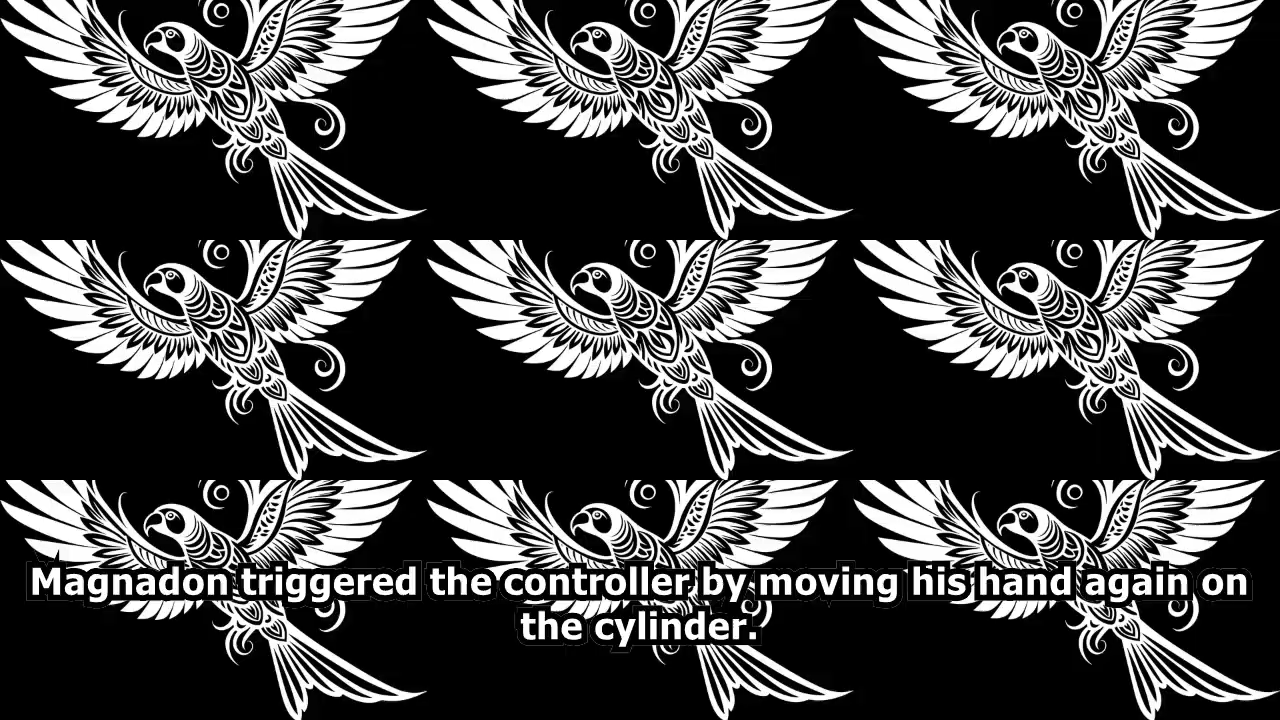 Magnadon triggered the controller by moving his hand again on
the cylinder.